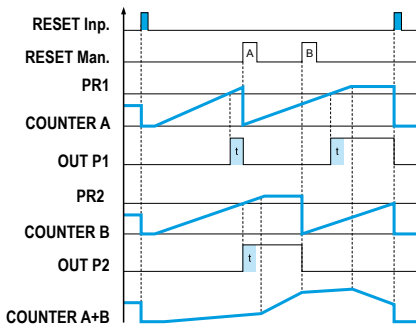 RESET Inp.
RESET Man.
A
B
PR1
COUNTER A
OUT P1
t
t
PR2
COUNTER B
OUT P2
t
COUNTER A+B